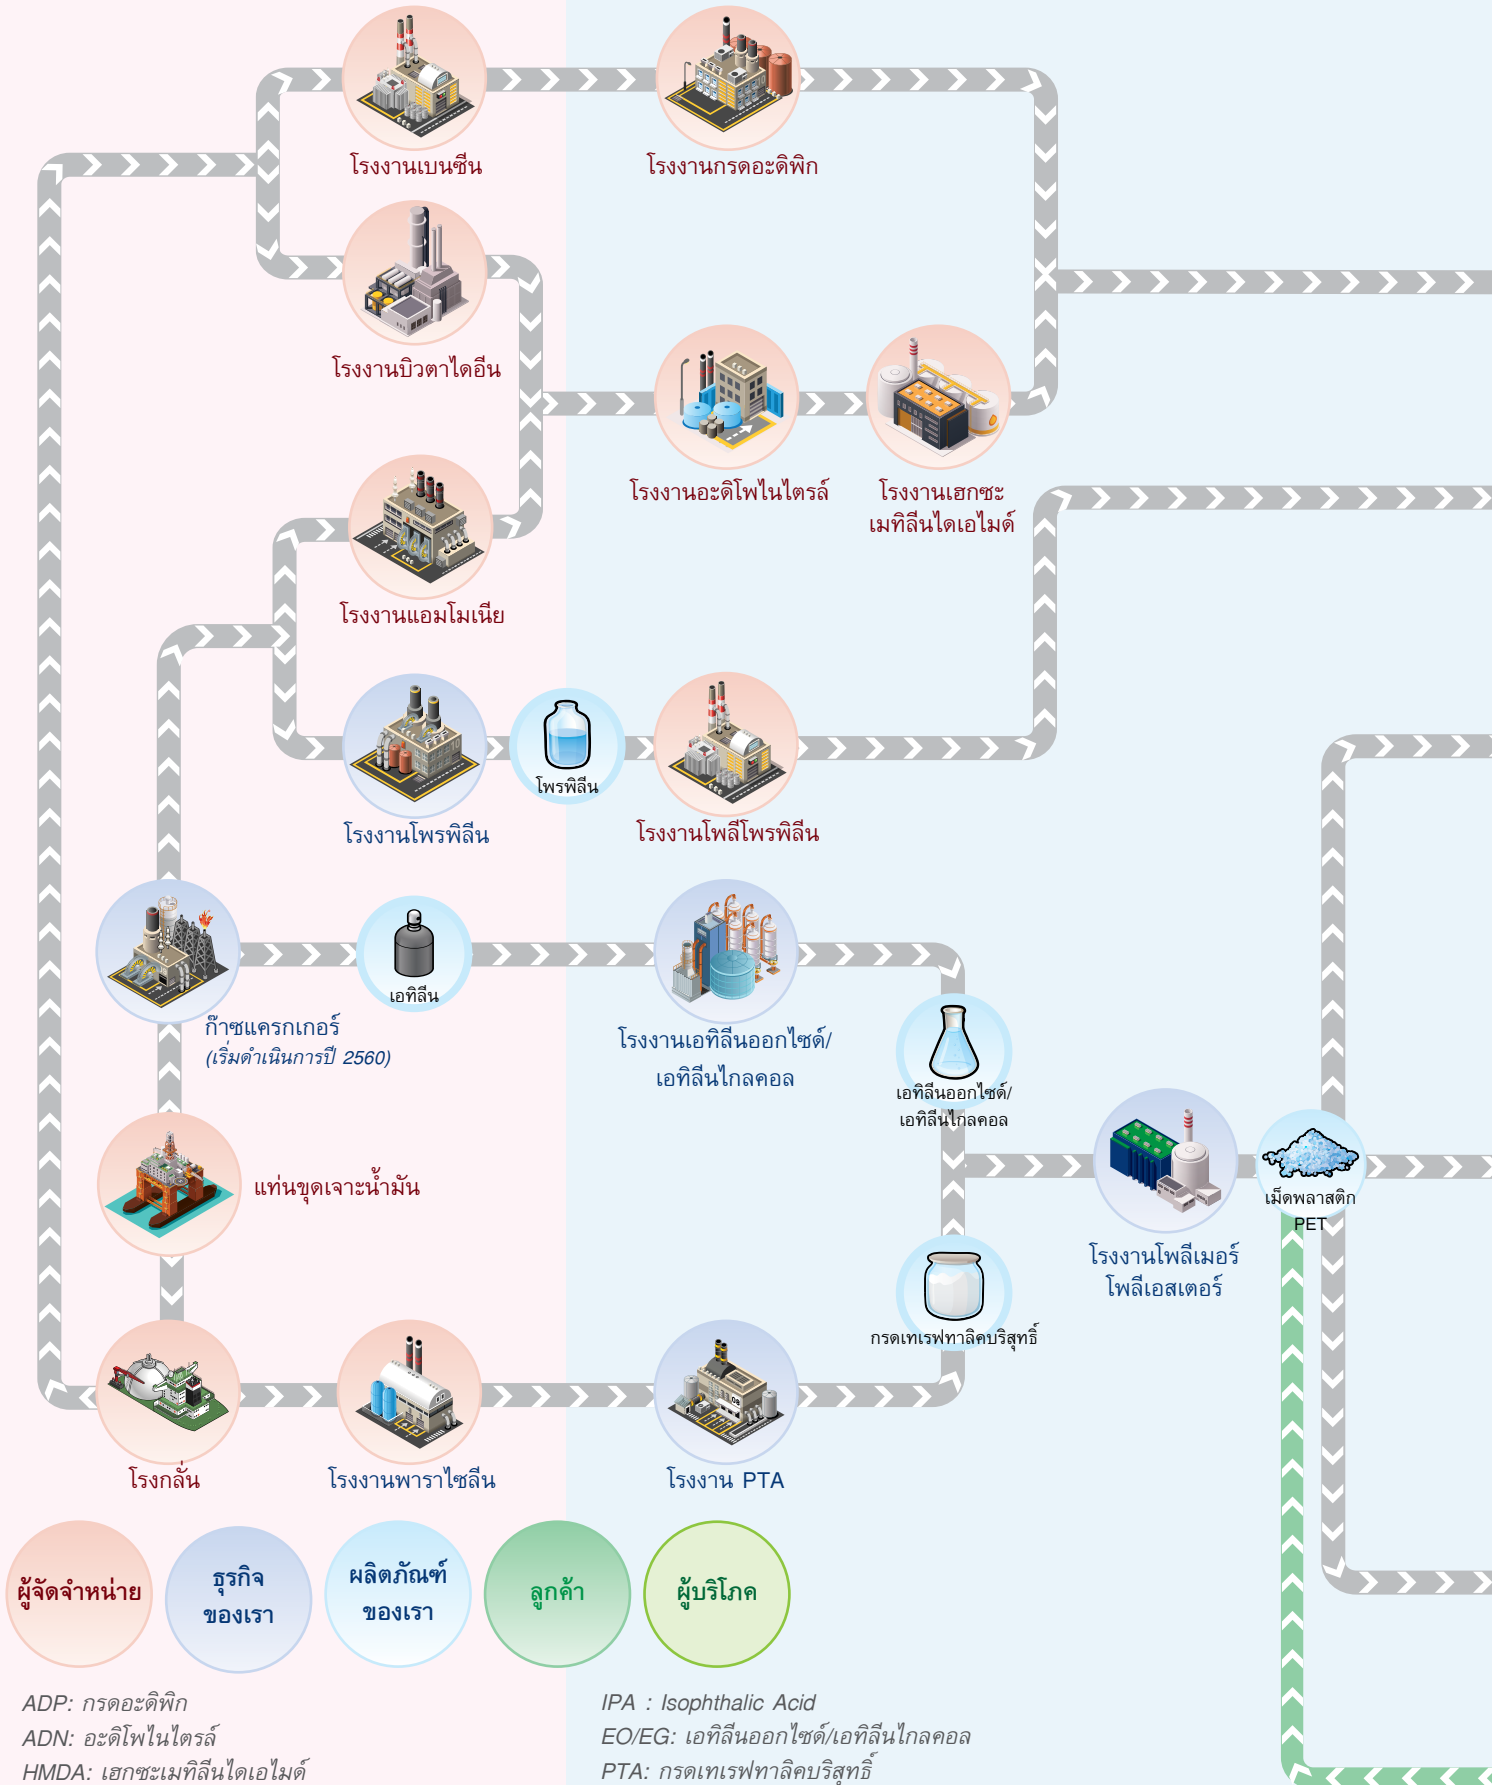 โรงงานเบนซีน
โรงงานกรดอะดิพิก
โรงงานบิวตาไดอีน
โรงงานอะดิโพไนไตรล์
โรงงานเฮกซะ
เมทิลีนไดเอไมด์
โรงงานแอมโมเนีย
โพรพิลีน
โรงงานโพรพิลีน
โรงงานโพลีโพรพิลีน
เอทิลีน
ก๊าซแครกเกอร์
(เริ่มดำเนินการปี 2560)
โรงงานเอทิลีนออกไซด์/
เอทิลีนไกลคอล
เอทิลีนออกไซด์/
เอทิลีนไกลคอล
แท่นขุดเจาะน้ำมัน
เม็ดพลาสติก
PET
โรงงานโพลีเมอร์
โพลีเอสเตอร์
กรดเทเรฟทาลิคบริสุทธิ์
08
โรงกลั่น
โรงงานพาราไซลีน
โรงงาน PTA
ผู้จัดจำหน่าย
ธุรกิจ
ของเรา
ผลิตภัณฑ์
ของเรา
ลูกค้า
ผู้บริโภค
ADP: กรดอะดิพิก
ADN: อะดิโพไนไตรล์
HMDA: เฮกซะเมทิลีนไดเอไมด์
IPA : Isophthalic Acid
EO/EG: เอทิลีนออกไซด์/เอทิลีนไกลคอล
PTA: กรดเทเรฟทาลิคบริสุทธิ์